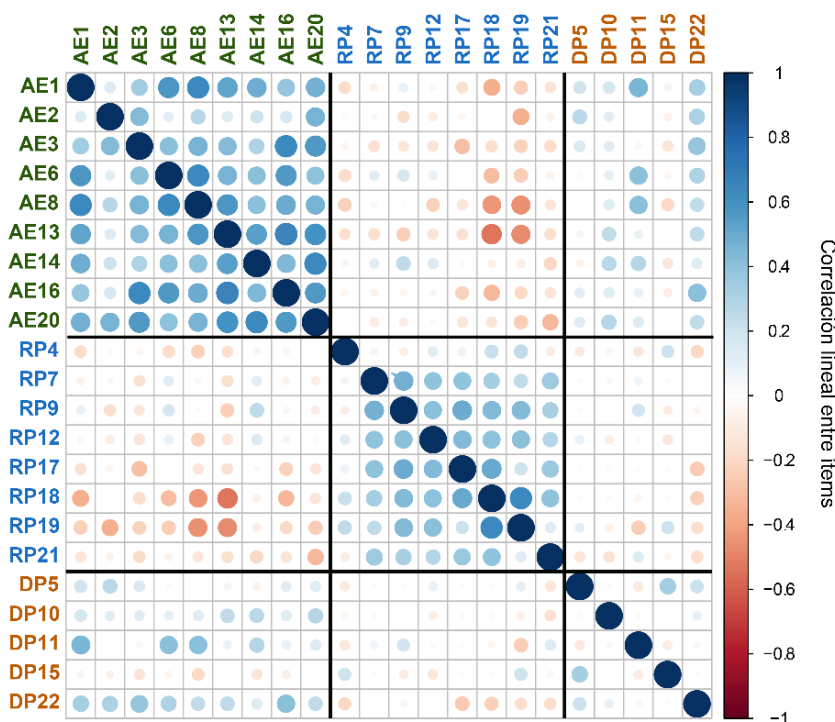 AE1 AE2 AE3 AE6 AE8 AE13 AE14 AE16 AE20 RP4 RP7 RP9 RP12 RP17 RP18 RP19 RP21 DP5 DP10 DP11 DP15 DP22
AE1
AE2
AE3
AE6
AE8
AE13
AE14
AE16
AE20
RP4
RP7
RP9
RP12
RP17
RP18
RP19
RP21
DP5
DP10
DP11
DP15
DP22
1
0.8
0.6
0.4
0.2
0
−0.2
−0.4
−0.6
−0.8
−1
Correlación lineal entre items